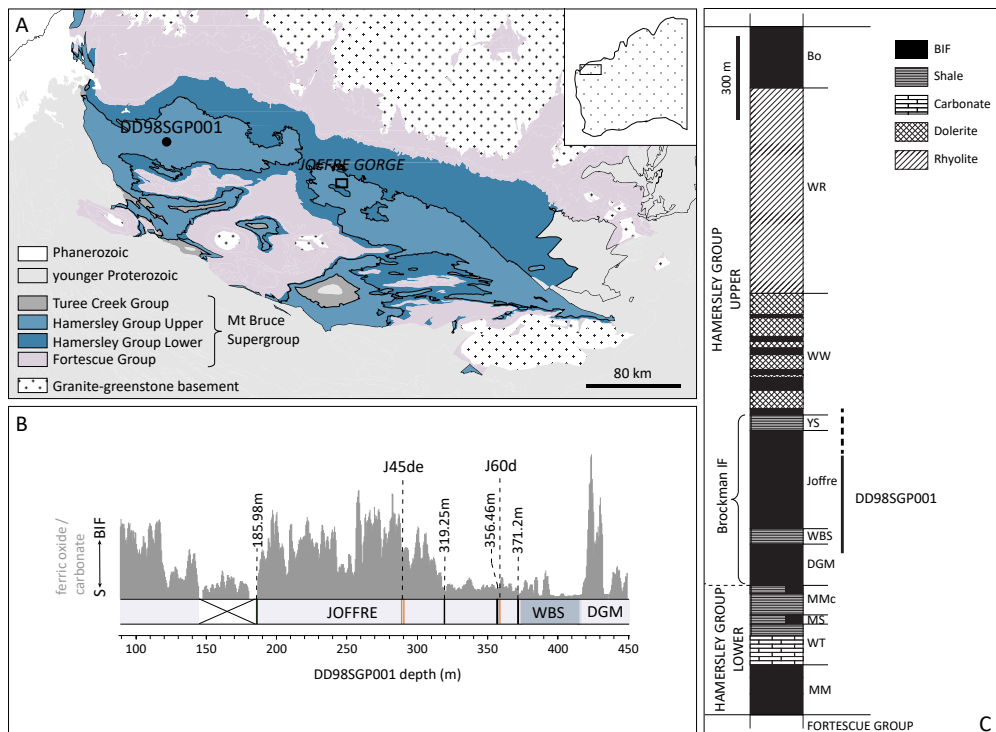 A
DD98SGP001
JOFFRE GORGE
Phanerozoic
younger Proterozoic
Turee Creek Group
Hamersley Group Upper
Hamersley Group Lower
Fortescue Group
Mt Bruce
Supergroup
Granite-greenstone basement
80 km
B
ferric oxide /
carbonate
S
BIF
185.98m
J45de
319.25m
356.46m
J60d
371.2m
JOFFRE
WBS
DGM
100
150
200
250
300
350
400
450
DD98SGP001 depth (m)
300 m
Bo
WR
WW
YS
Joffre
WBS
DGM
MMc
MS
WT
MM
HAMERSLEY GROUP
UPPER
Brockman IF
HAMERSLEY GROUP
LOWER
FORTESCUE GROUP
DD98SGP001
BIF
Shale
Carbonate
Dolerite
Rhyolite
C